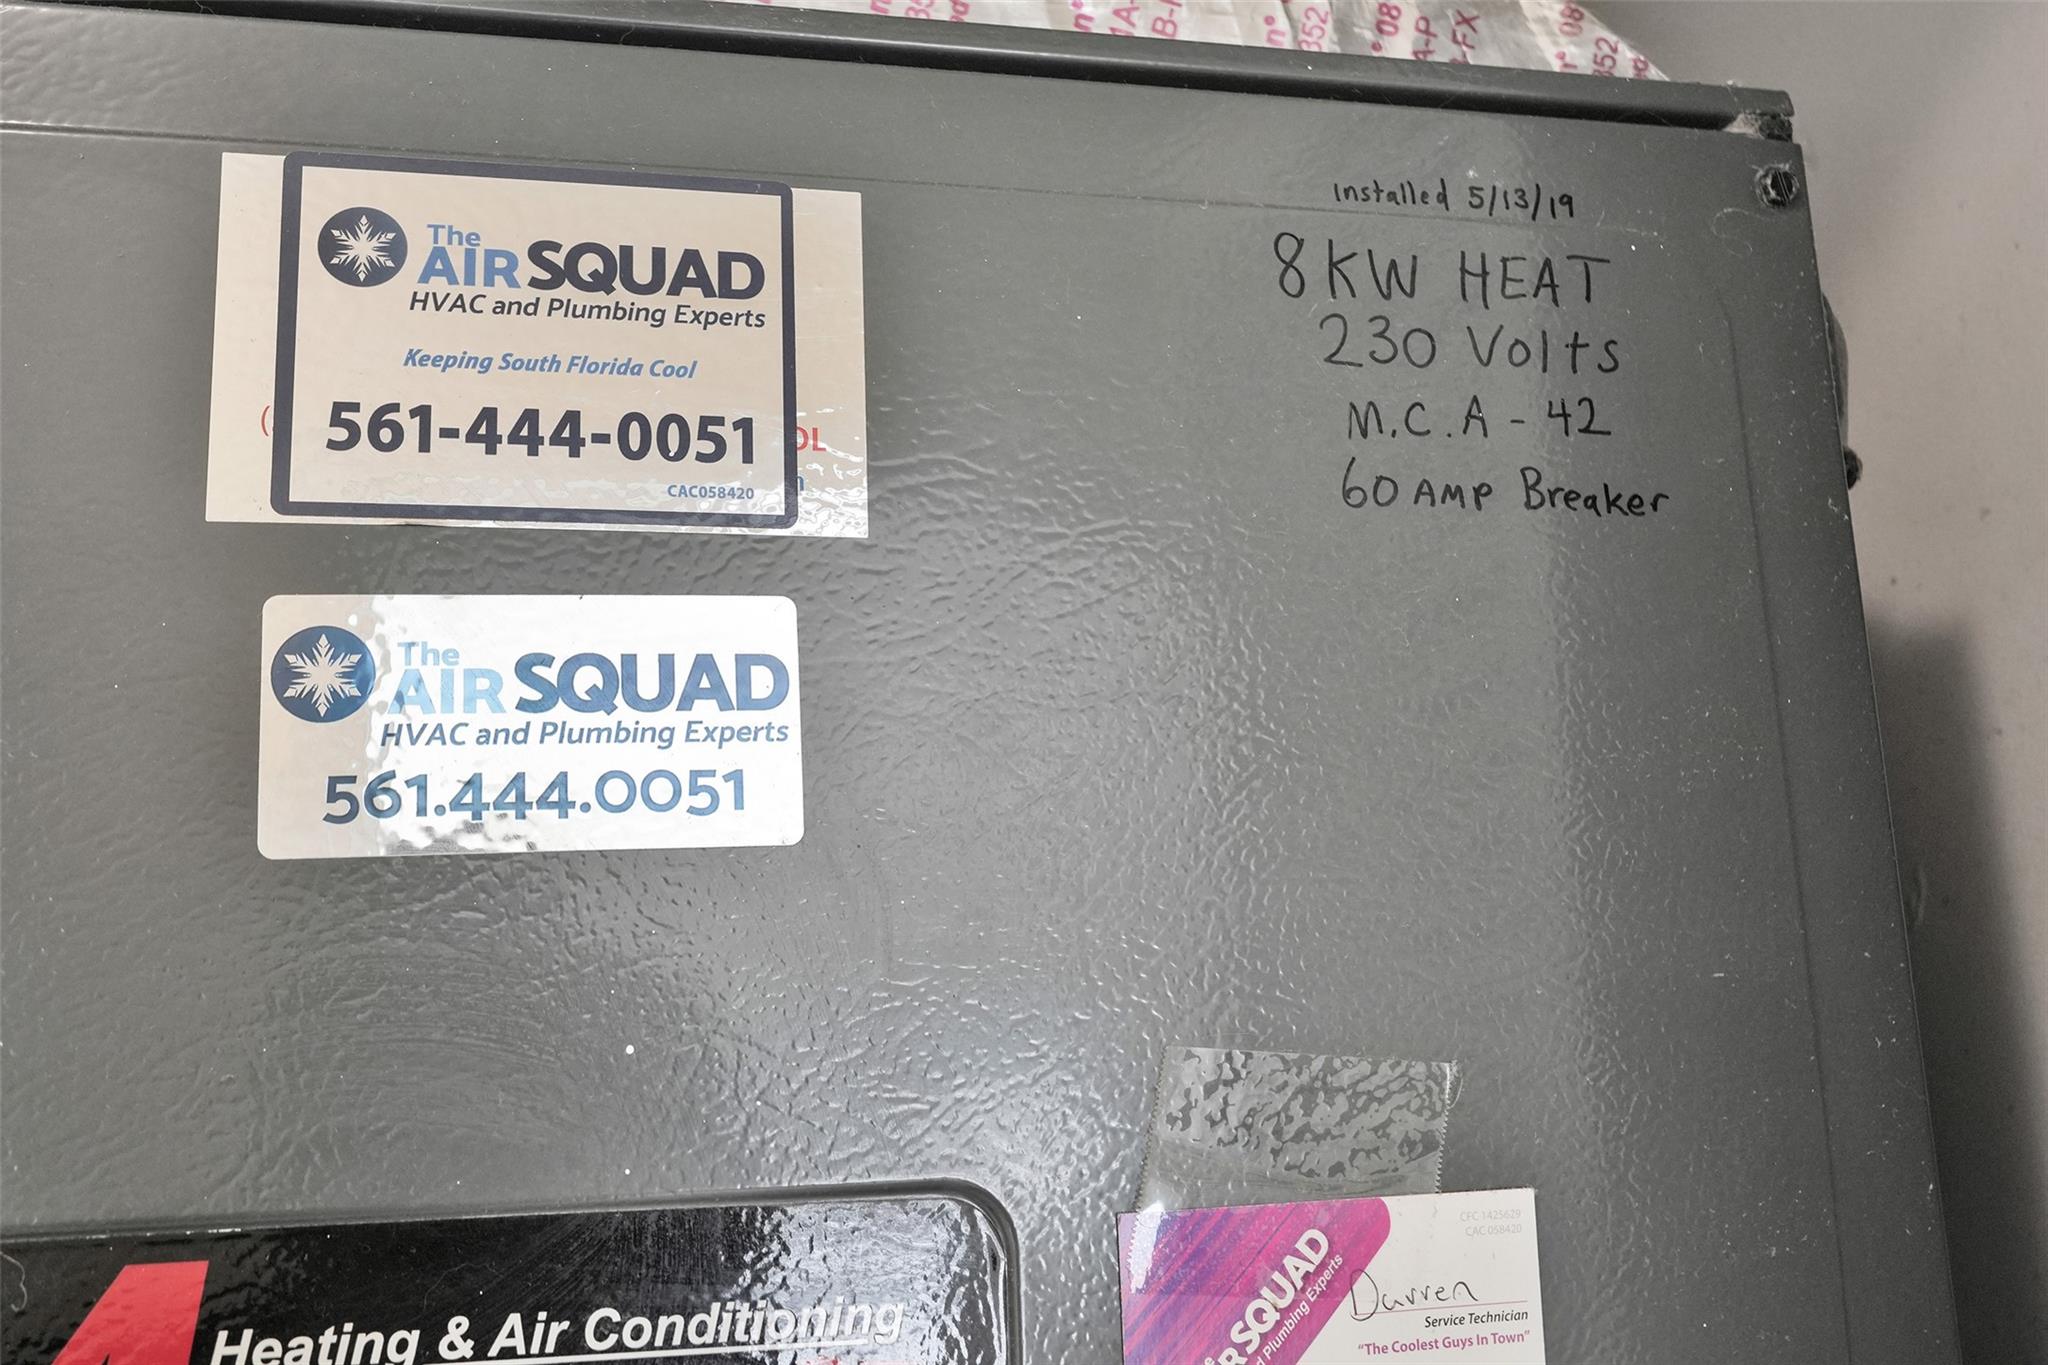 The
AIR SQUAD
HVAC and Plumbing Experts
Keeping South Florida Cool
561-444-0051
CAC058420
The
AIR SQUAD
HVAC and Plumbing Experts
561.444.0051
Installed 5/13/19
8 KW HEAT
230 Volts
M.C.A - 42
60 AMP Breaker
Heating & Air Conditioning
CFC 1425629
CAC 058420
SQUAD
Plumbing Experts
Darren
Service Technician
"The Coolest Guys In Town"